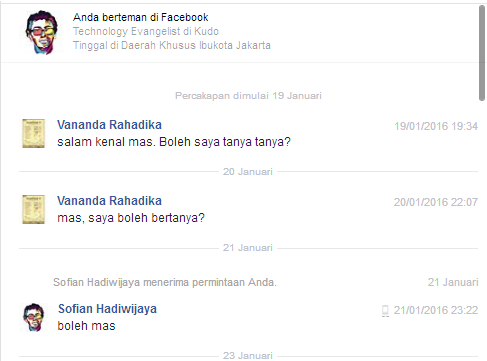 Anda berteman di Facebook
Technology Evangelist di Kudo
Tinggal di Daerah Khusus Ibukota Jakarta
Percakapan dimulai 19 Januari
Vananda Rahadika
19/01/2016 19:34
salam kenal mas. Boleh saya tanya tanya?
20 Januari
Vananda Rahadika
20/01/2016 22:07
mas, saya boleh bertanya?
21 Januari
Sofian Hadiwijaya menerima permintaan Anda.
21 Januari
Sofian Hadiwijaya
21/01/2016 23:22
boleh mas
23 Januari